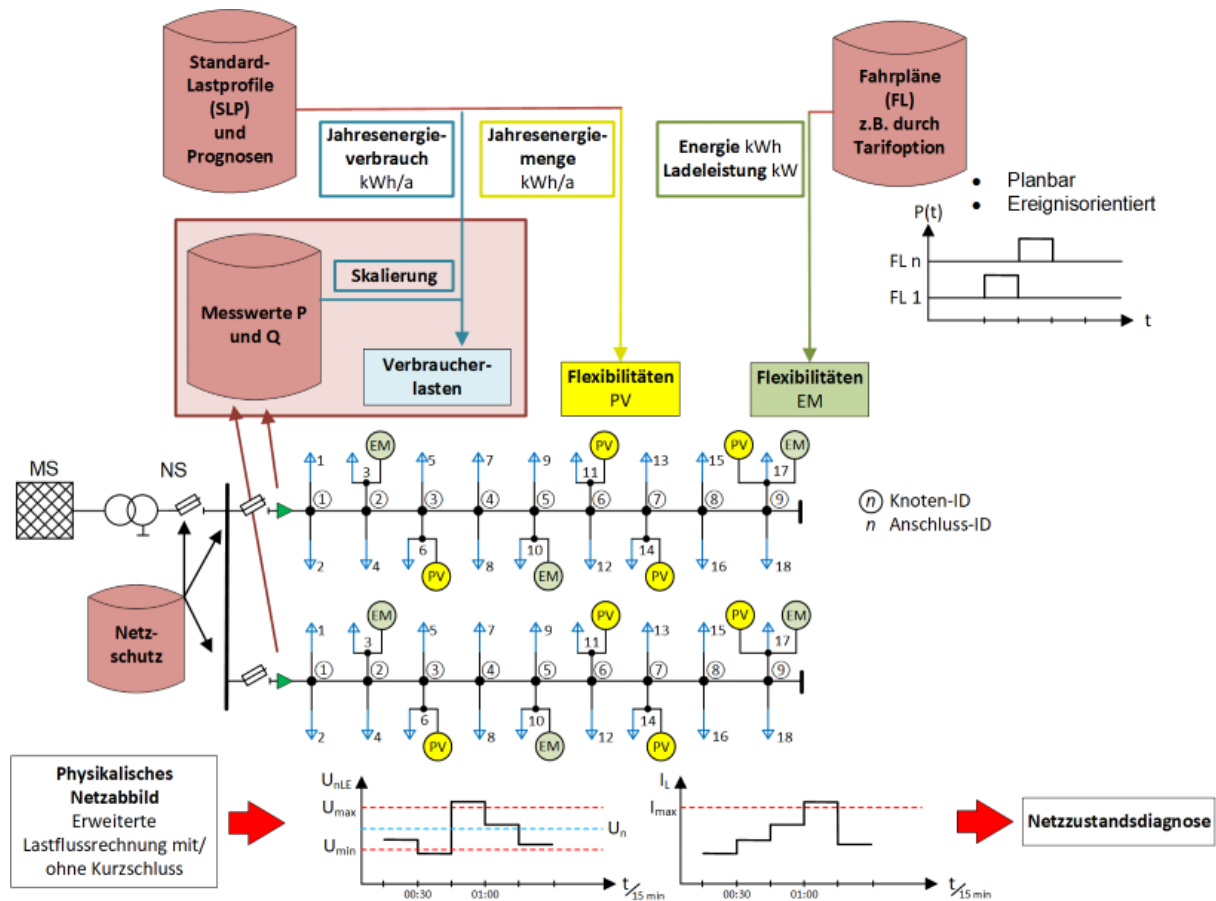 Standard-
Lastprofile
(SLP)
und
Prognosen
Fahrpläne
(FL)
z.B. durch
Tarifoption
Jahresenergie-
verbrauch
kWh/a
Jahresenergie-
menge
kWh/a
Energie kWh
Ladeleistung kW
• Planbar
• Ereignisorientiert
P(t)
FL n
FL 1
t
Skalierung
Messwerte P
und Q
Verbraucher-
lasten
Flexibilitäten
PV
Flexibilitäten
EM
MS
NS
EM
PV
PV
EM
1
3
5
7
9
11
13
15
17
1
2
3
4
5
6
7
8
9
2
4
6
8
10
12
14
16
18
PV
EM
PV
n Knoten-ID
n Anschluss-ID
Netz-
schutz
EM
PV
PV
EM
1
3
5
7
9
11
13
15
17
1
2
3
4
5
6
7
8
9
2
4
6
8
10
12
14
16
18
PV
EM
PV
Physikalisches
Netzabbild
Erweiterte
Lastflussrechnung mit/
ohne Kurzschluss
UnLE
Umax
Un
Umin
00:30
01:00
t/15 min
IL
Imax
00:30
01:00
t/15 min
Netzzustandsdiagnose